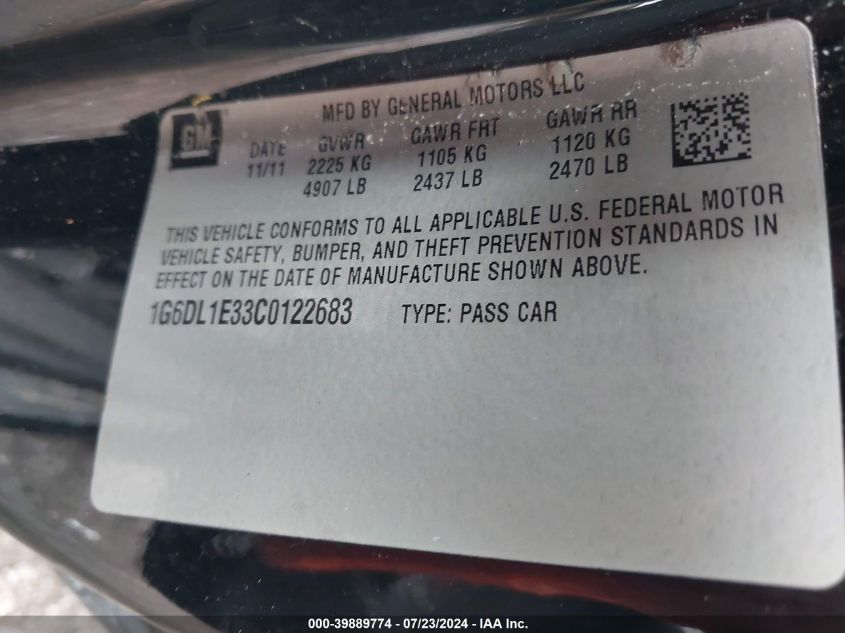 MFD BY GENERAL MOTORS LLC
GM
DATE GVWR GAWR FRT GAWR RR
11/11 2225 KG 1105 KG 1120 KG
4907 LB 2437 LB 2470 LB
THIS VEHICLE CONFORMS TO ALL APPLICABLE U.S. FEDERAL MOTOR
VEHICLE SAFETY, BUMPER, AND THEFT PREVENTION STANDARDS IN
EFFECT ON THE DATE OF MANUFACTURE SHOWN ABOVE.
1G6DL1E33C0122683 TYPE: PASS CAR
000-39889774 - 07/23/2024 - IAA Inc.